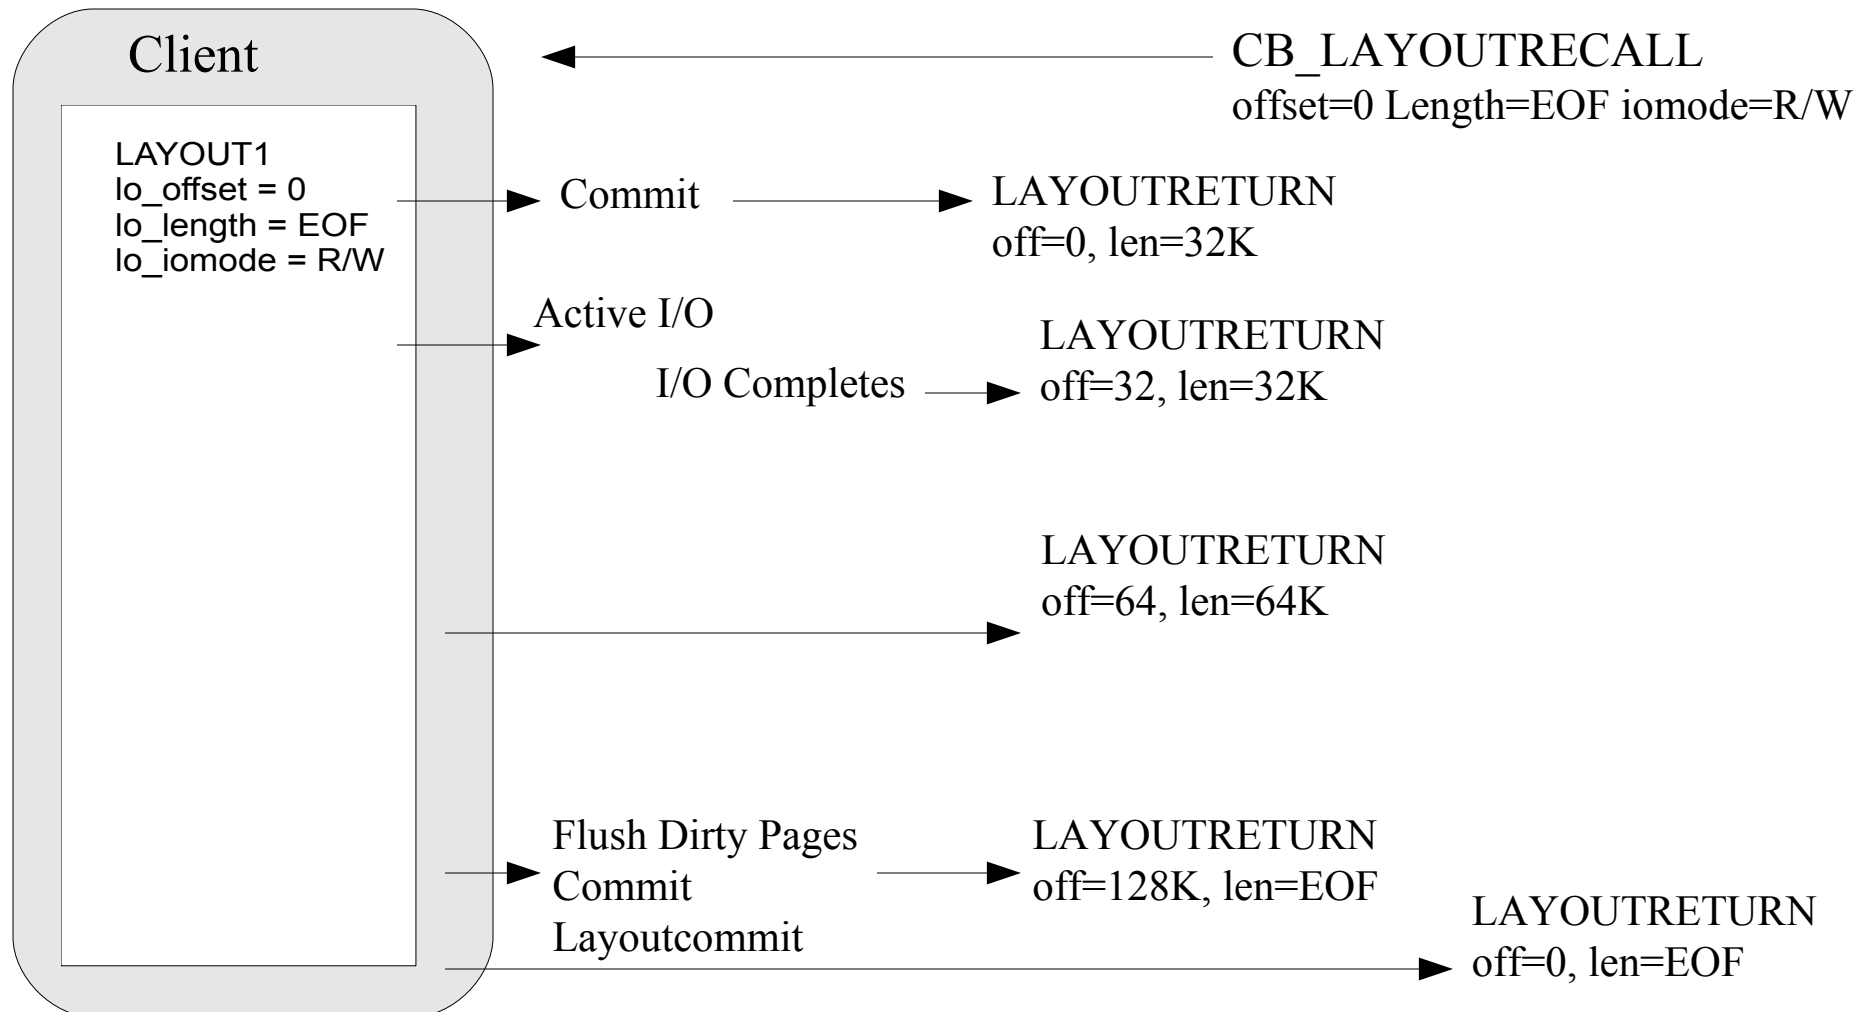 Client
CB_LAYOUTRECALL
offset=0 Length=EOF iomode=R/W
LAYOUT1
lo_offset = 0
lo_length = EOF
lo_iomode = R/W
Commit
LAYOUTRETURN
off=0, len=32K
Active I/O
I/O Completes
LAYOUTRETURN
off=32, len=32K
LAYOUTRETURN
off=64, len=64K
Flush Dirty Pages
Commit
Layoutcommit
LAYOUTRETURN
off=128K, len=EOF
LAYOUTRETURN
off=0, len=EOF